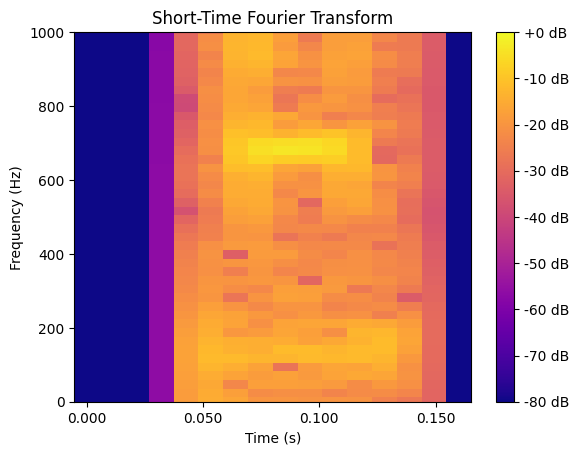 Short-Time Fourier Transform
1000
800
600
400
200
0
Frequency (Hz)
0.000
0.050
0.100
0.150
Time (s)
+0 dB
-10 dB
-20 dB
-30 dB
-40 dB
-50 dB
-60 dB
-70 dB
-80 dB